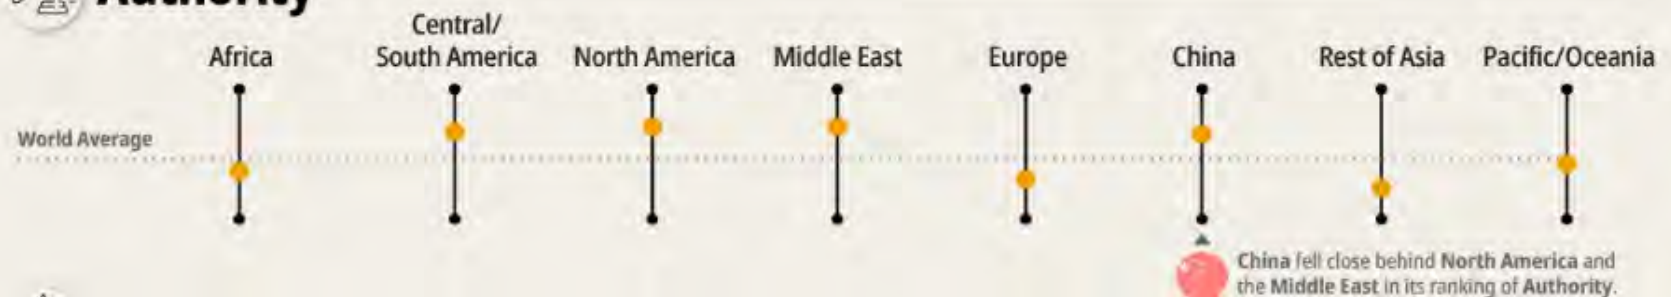 Authority
Central/
Africa South America North America Middle East Europe China Rest of Asia Pacific/Oceania
World Average
China fell close behind North America and
the Middle East in its ranking of Authority.